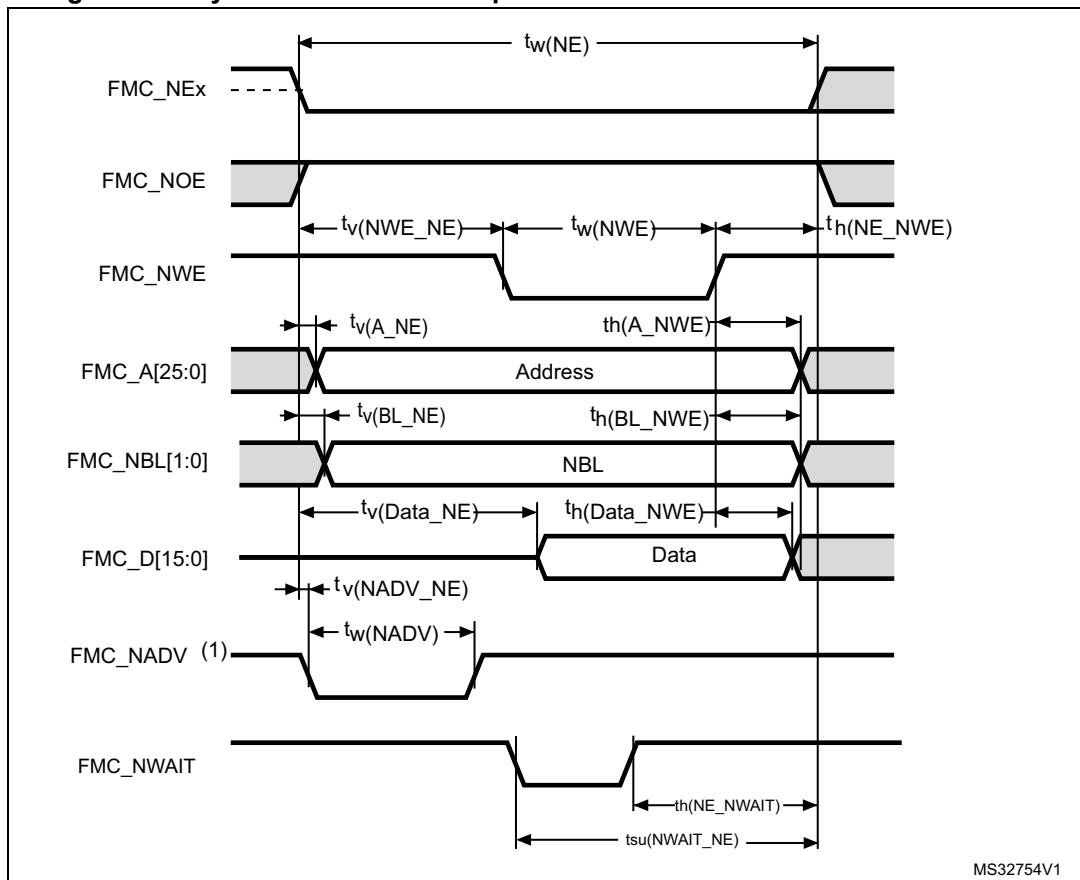 tw(NE)
FMC_NEx
FMC_NOE
tv(NWE_NE) tw(NWE) th(NE_NWE)
FMC_NWE
tv(A_NE) th(A_NWE)
FMC_A[25:0] Address
tv(BL_NE) th(BL_NWE)
FMC_NBL[1:0] NBL
tv(Data_NE) th(Data_NWE)
FMC_D[15:0] Data
tv(NADV_NE)
tw(NADV)
FMC_NADV (1)
FMC_NWAIT
th(NE_NWAIT)
tsu(NWAIT_NE)
MS32754V1